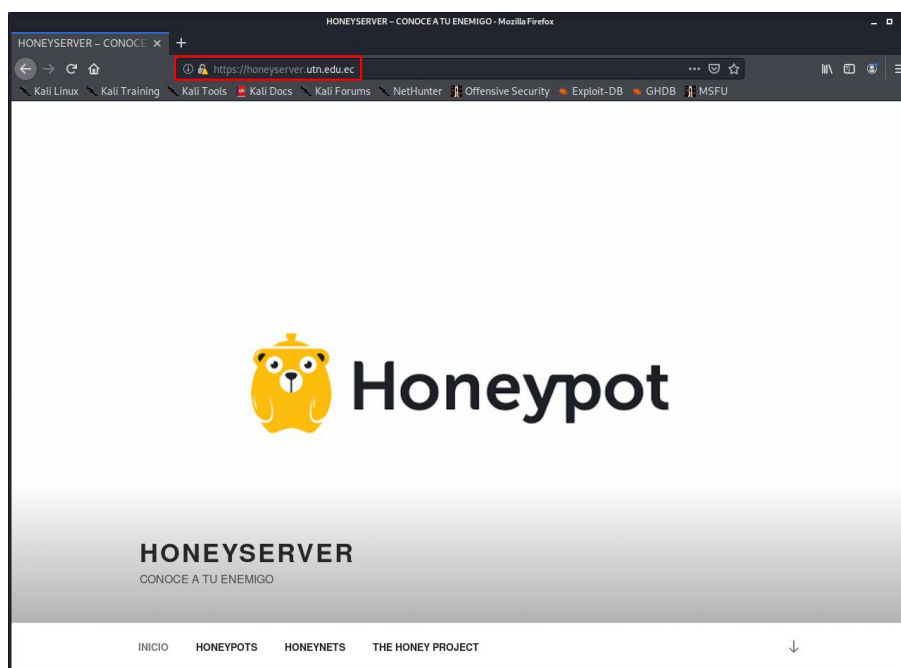 HONEYSERVER – CONOCE A TU ENEMIGO - Mozilla Firefox
HONEYSERVER – CONOCE
https://honeyserver.utn.edu.ec
Kali Linux Kali Training Kali Tools Kali Docs Kali Forums NetHunter Offensive Security Exploit-DB GHDB MSFU
Honeypot
HONEYSERVER
CONOCE A TU ENEMIGO
INICIO HONEYPOTS HONEYNETS THE HONEY PROJECT